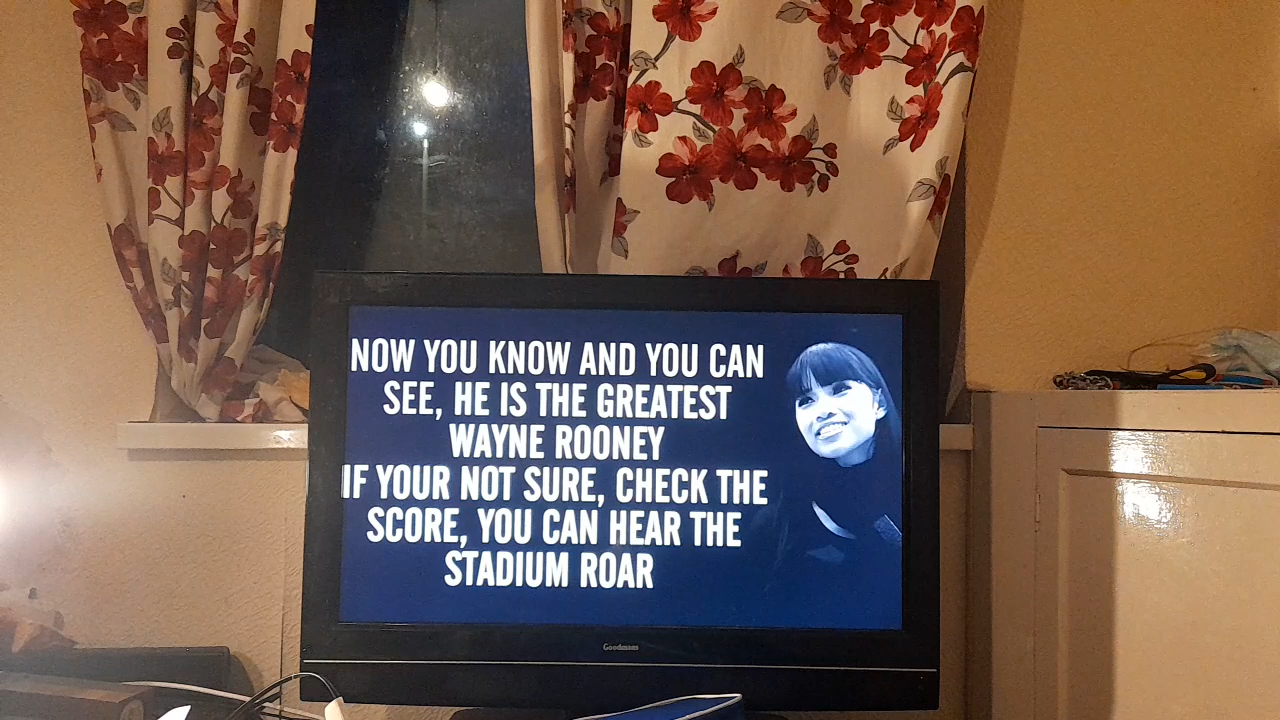 NOW YOU KNOW AND YOU CAN
SEE, HE IS THE GREATEST
WAYNE ROONEY
IF YOUR NOT SURE, CHECK THE
SCORE, YOU CAN HEAR THE
STADIUM ROAR
Goodmans